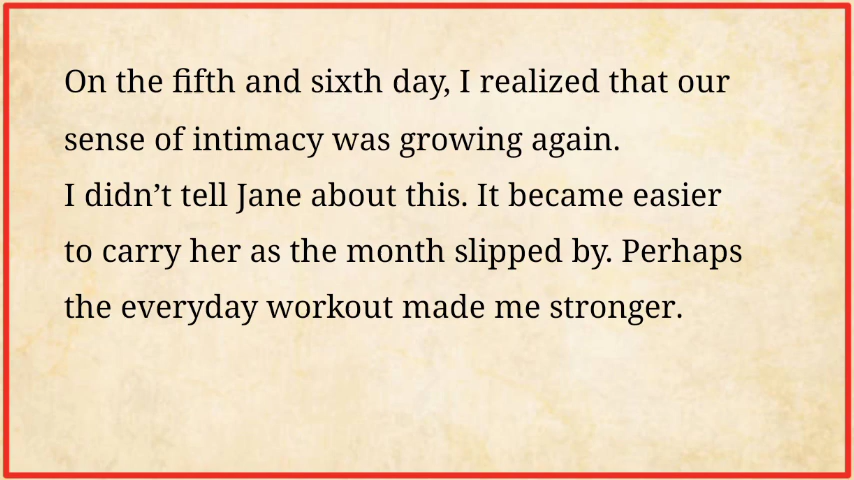 On the fifth and sixth day, I realized that our
sense of intimacy was growing again.
I didn’t tell Jane about this. It became easier
to carry her as the month slipped by. Perhaps
the everyday workout made me stronger.